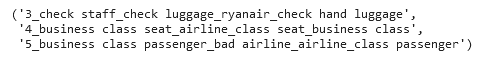 ('3_check staff_check luggage_ryanair_check hand luggage',
'4_business class seat_airline_class seat_business class',
'5_business class passenger_bad airline_airline_class passenger')